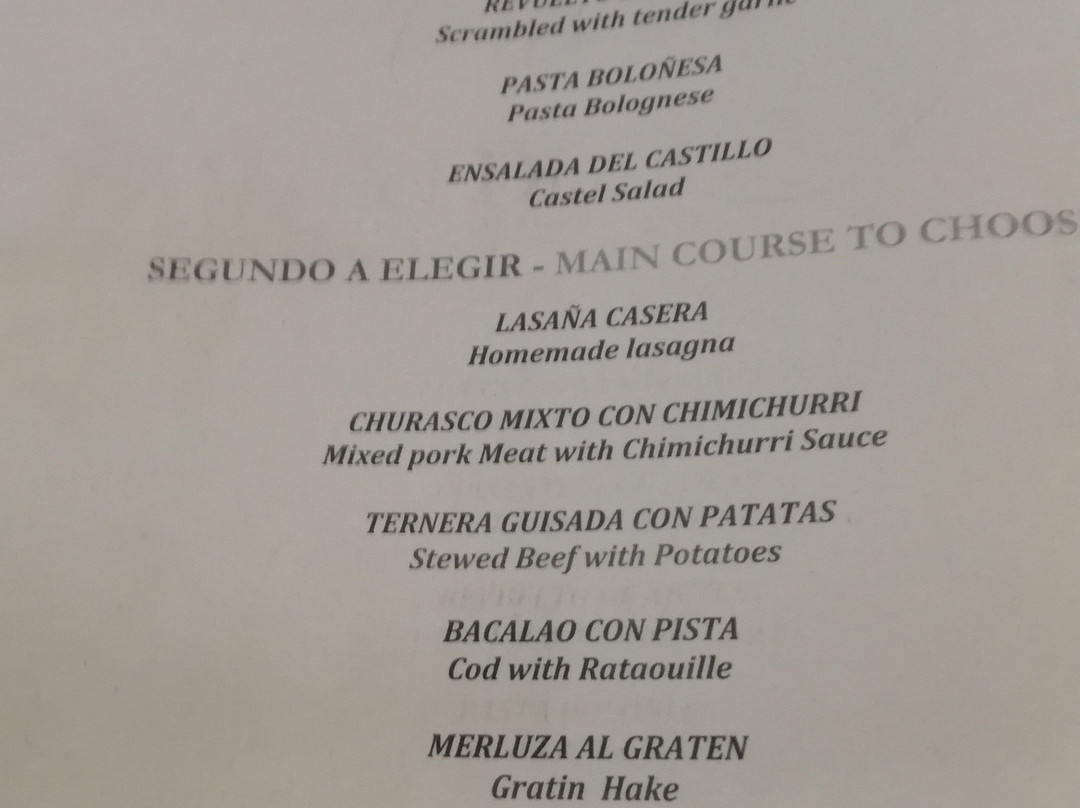 Scrambled with tender
PASTA BOLOÑESA
Pasta Bolognese
ENSALADA DEL CASTILLO
Castel Salad
SEGUNDO A ELEGIR - MAIN COURSE TO CHOOS
LASAÑA CASERA
Homemade lasagna
CHURASCO MIXTO CON CHIMICHURRI
Mixed pork Meat with Chimichurri Sauce
TERNERA GUISADA CON PATATAS
Stewed Beef with Potatoes
BACALAO CON PISTA
Cod with Rataouille
MERLUZA AL GRATEN
Gratin Hake